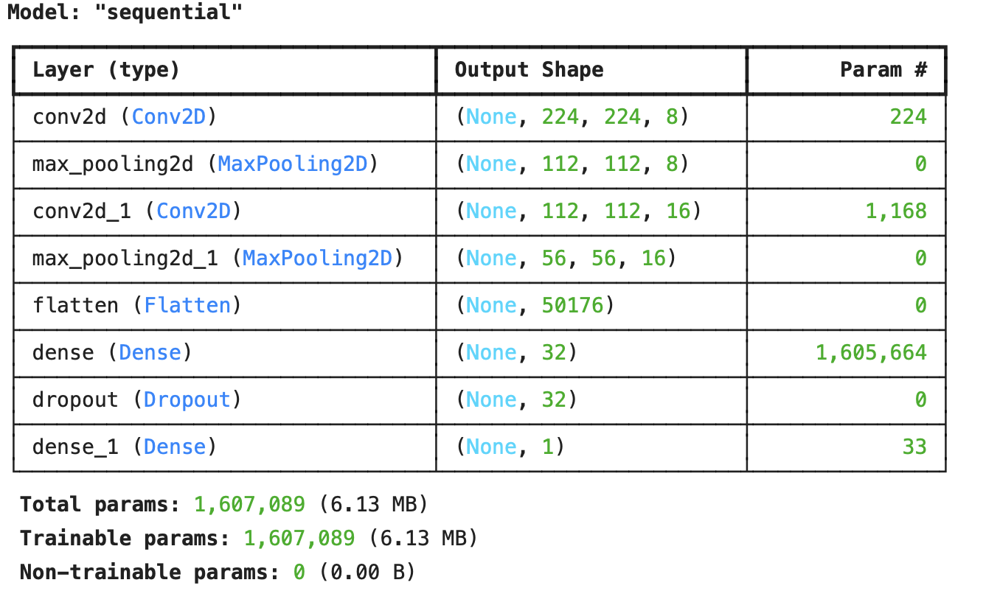 Model: "sequential"
Layer (type) Output Shape Param #
conv2d (Conv2D) (None, 224, 224, 8) 224
max_pooling2d (MaxPooling2D) (None, 112, 112, 8) 0
conv2d_1 (Conv2D) (None, 112, 112, 16) 1,168
max_pooling2d_1 (MaxPooling2D) (None, 56, 56, 16) 0
flatten (Flatten) (None, 50176) 0
dense (Dense) (None, 32) 1,605,664
dropout (Dropout) (None, 32) 0
dense_1 (Dense) (None, 1) 33
Total params: 1,607,089 (6.13 MB)
Trainable params: 1,607,089 (6.13 MB)
Non-trainable params: 0 (0.00 B)